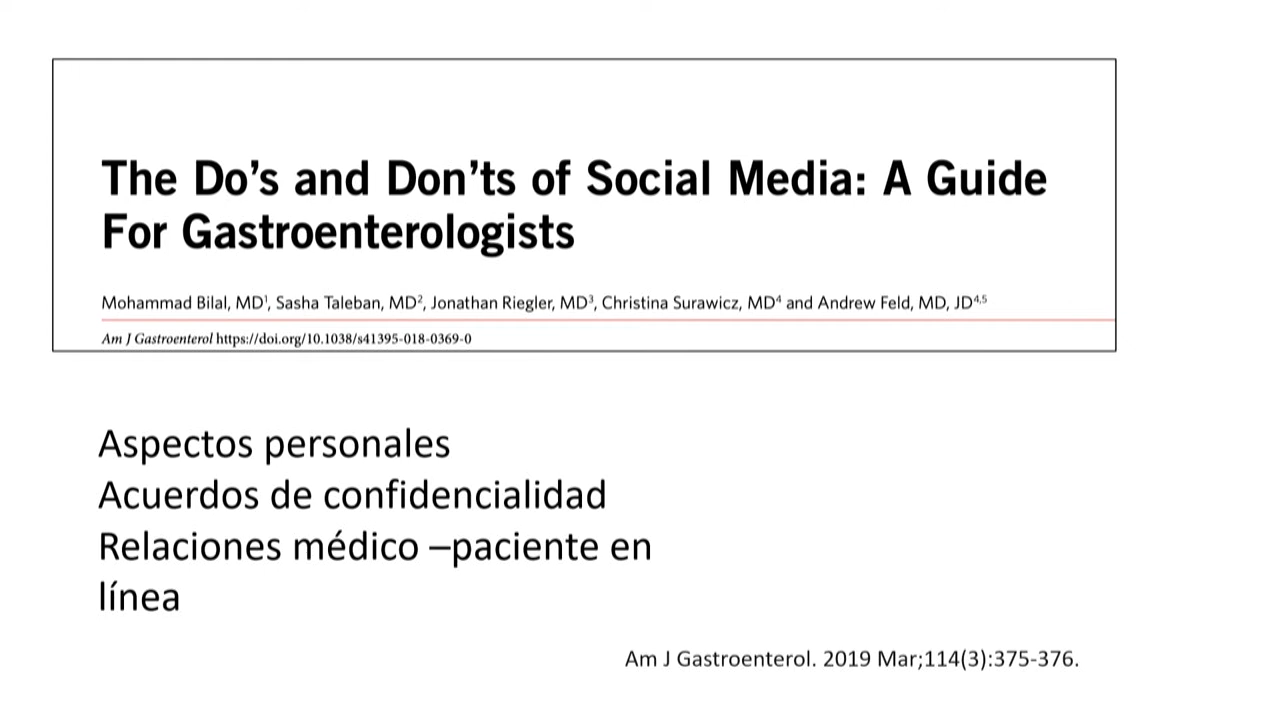 The Do’s and Don’ts of Social Media: A Guide
For Gastroenterologists
Mohammad Bilal, MD¹, Sasha Taleban, MD², Jonathan Riegler, MD³, Christina Surawicz, MD⁴ and Andrew Feld, MD, JD⁴,⁵
Am J Gastroenterol https://doi.org/10.1038/s41395-018-0369-0
Aspectos personales
Acuerdos de confidencialidad
Relaciones médico –paciente en
línea
Am J Gastroenterol. 2019 Mar;114(3):375-376.